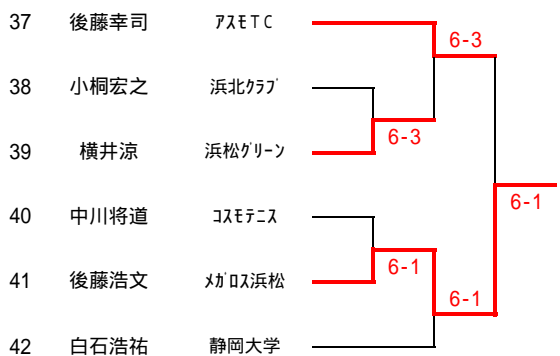 37 後藤幸司 ｱｽﾓTC
6-3
38 小桐宏之 浜北ｸﾗﾌﾞ
6-3
39 横井涼 浜松ｸﾞﾘｰﾝ
6-1
40 中川将道 ｺｽﾓﾃﾆｽ
6-1
41 後藤浩文 ﾒｶﾞﾛｽ浜松
6-1
42 白石浩祐 静岡大学